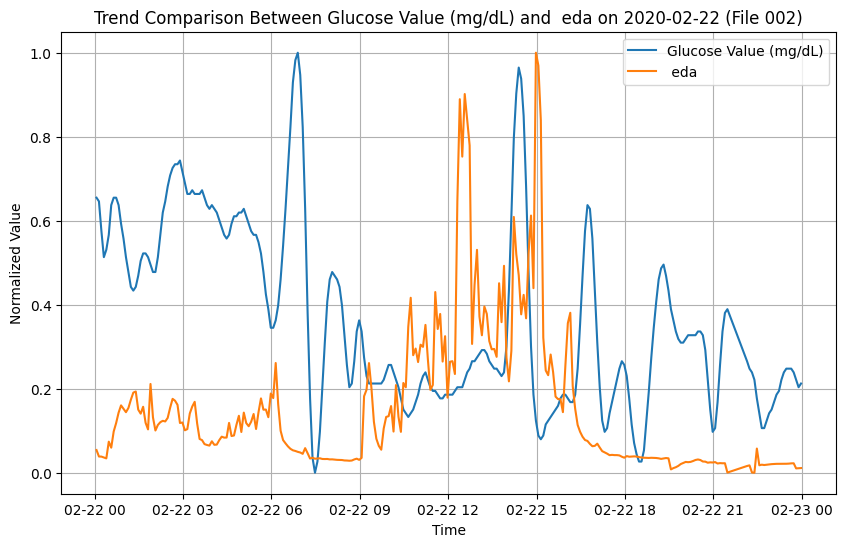 Trend Comparison Between Glucose Value (mg/dL) and  eda on 2020-02-22 (File 002)
Glucose Value (mg/dL)
eda
Normalized Value
1.0
0.8
0.6
0.4
0.2
0.0
02-22 00 02-22 03 02-22 06 02-22 09 02-22 12 02-22 15 02-22 18 02-22 21 02-23 00
Time